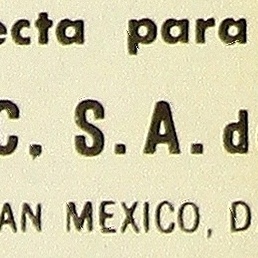 ecta para
C. S.A. d
AN MEXICO, D